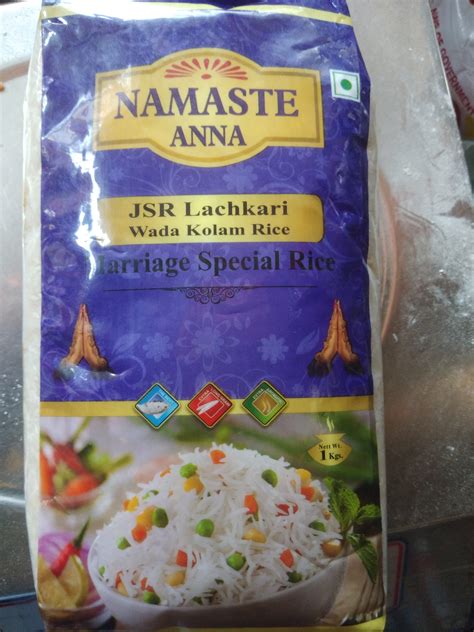 NAMASTE
ANNA
JSR Lachkari
Wada Kolam Rice
Marriage Special Rice
Nett Wt.
1 Kgs.